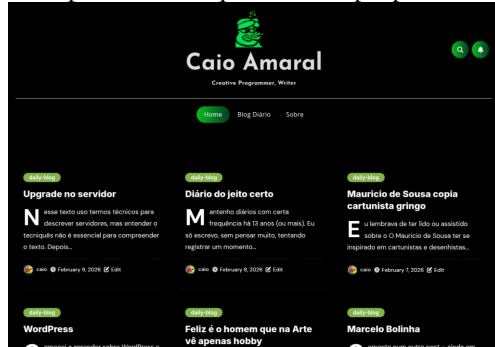 Caio Amaral
Creative Programmer, Writer
Home Blog Diário Sobre
daily-blog
Upgrade no servidor
Nesse texto uso termos técnicos para
descrever servidores, mas entender o
tecniquês não é essencial para compreender
o texto. Depois...
caio February 9, 2026 Edit
daily-blog
Diário do jeito certo
Mantenho diários com certa
frequência há 13 anos (ou mais). Eu
só escrevo, sem pensar muito, tentando
registrar um momento...
caio February 8, 2026 Edit
daily-blog
Mauricio de Sousa copia
cartunista gringo
Eu lembrava de ter lido ou assistido
sobre o O Mauricio de Sousa ter se
inspirado em cartunistas e desenhistas...
caio February 7, 2026 Edit
daily-blog
WordPress
daily-blog
Feliz é o homem que na Arte
vê apenas hobby
daily-blog
Marcelo Bolinha